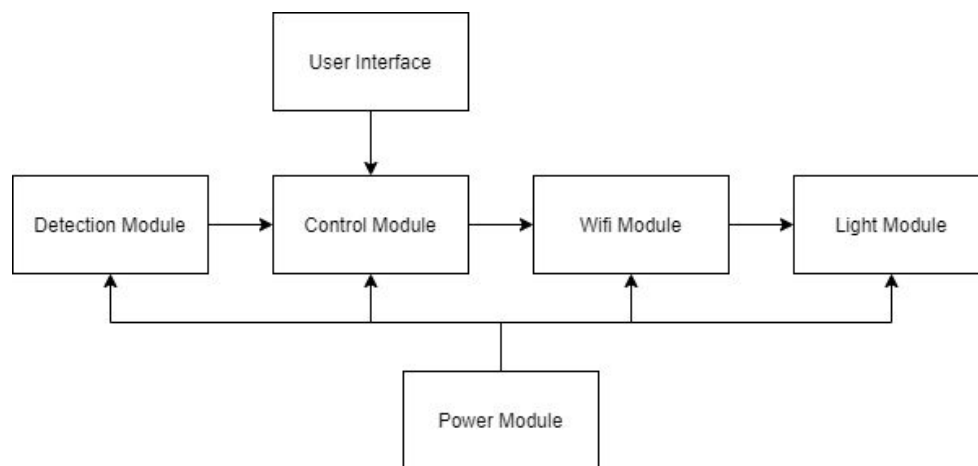 User Interface
Detection Module
Control Module
Wifi Module
Light Module
Power Module